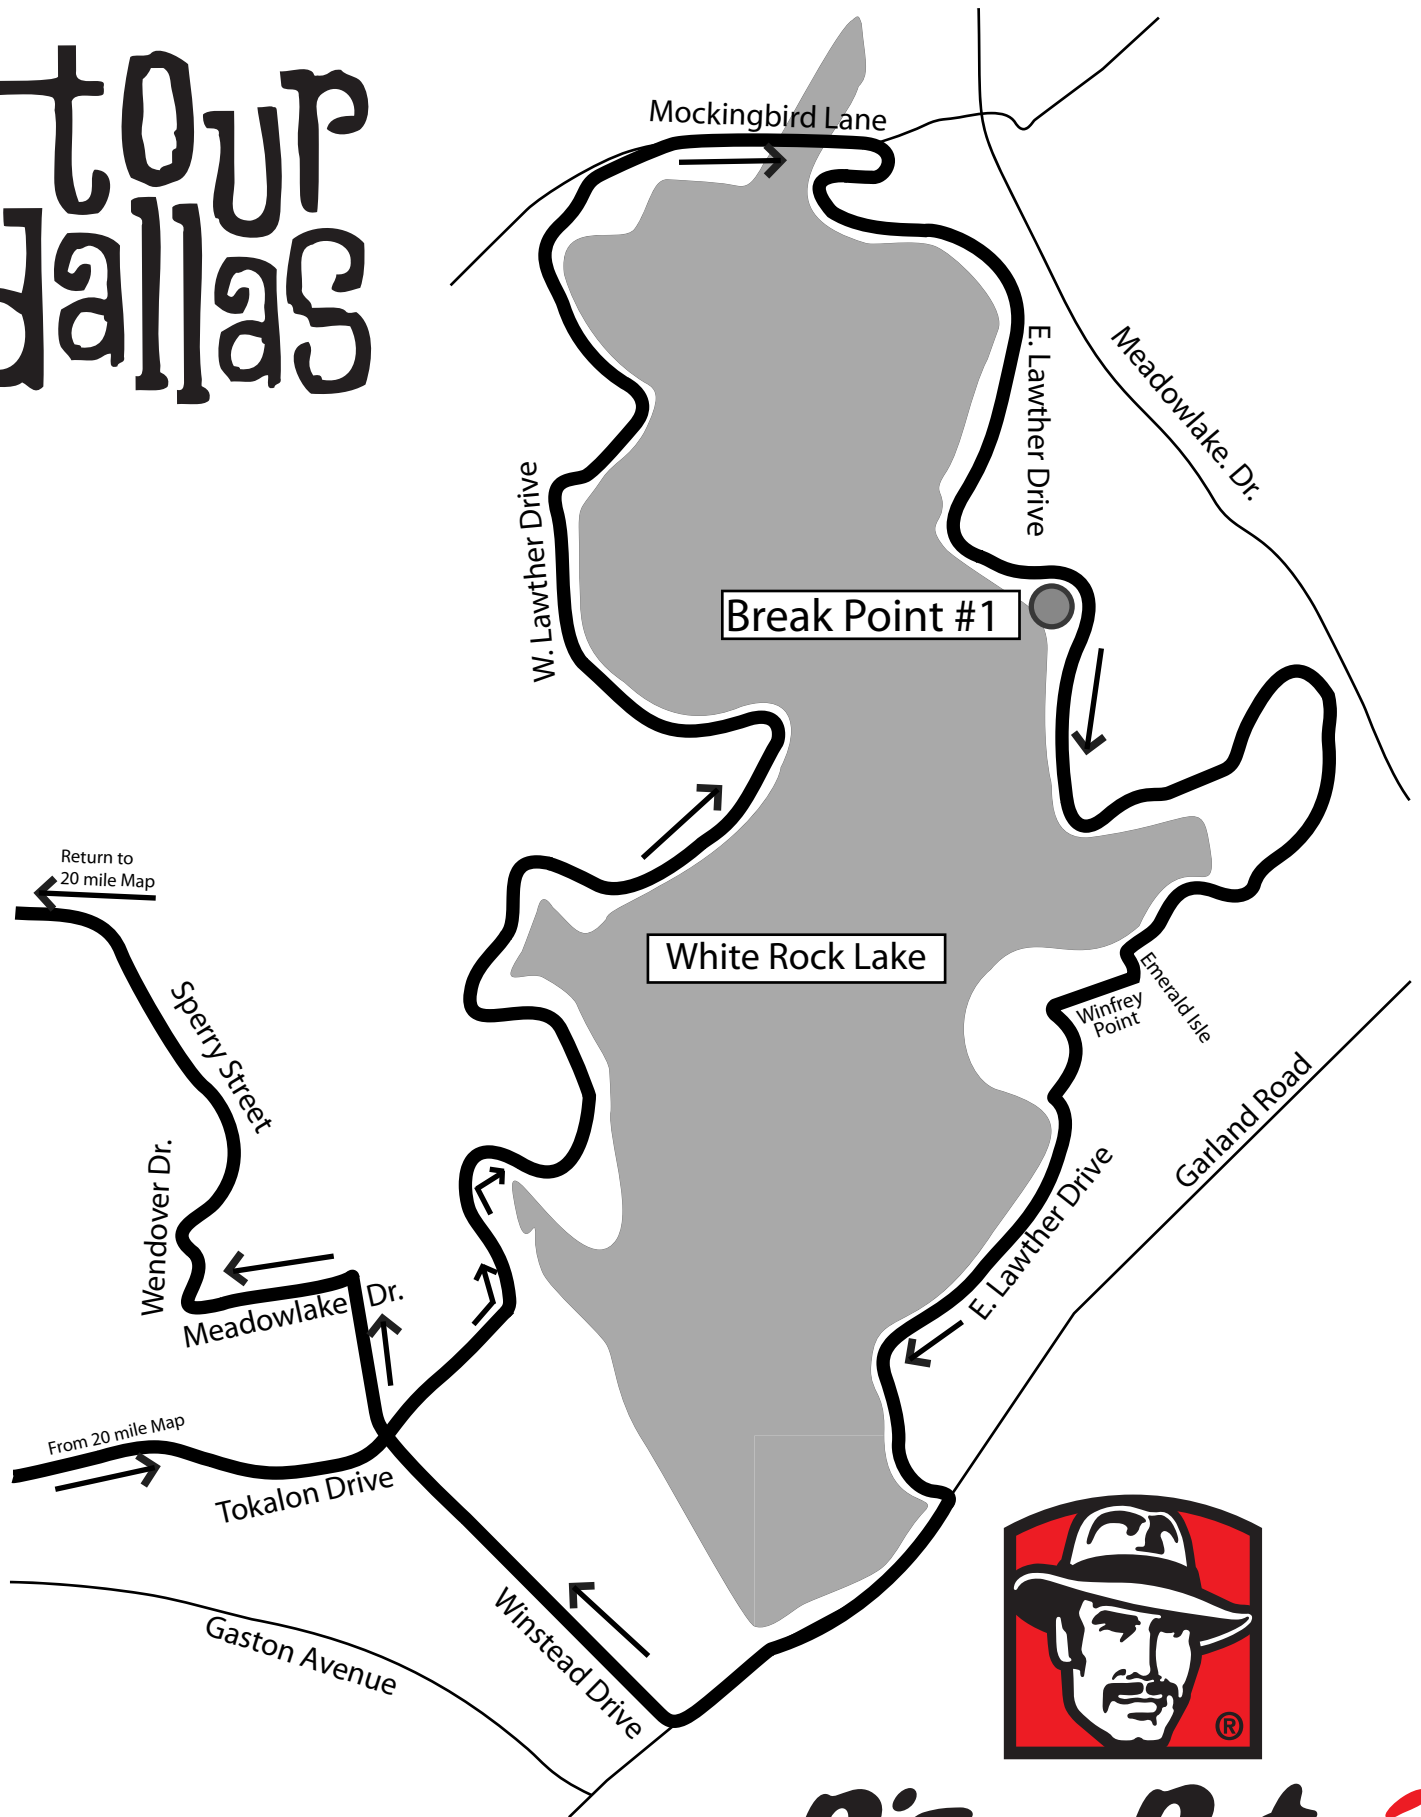 tour
dallas
Mockingbird Lane
E. Lawther Drive
Meadowlake. Dr.
W. Lawther Drive
Break Point #1
Return to
20 mile Map
White Rock Lake
Sperry Street
Emerald Isle
Winfrey
Point
Garland Road
Wendover Dr.
E. Lawther Drive
Meadowlake Dr.
From 20 mile Map
Tokalon Drive
Winstead Drive
Gaston Avenue
®